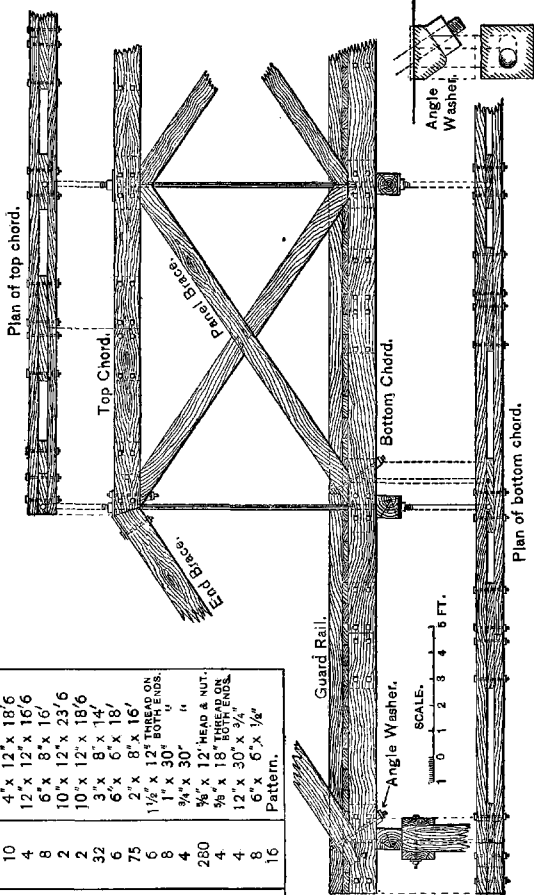 10 4" x 12" x 18'6
4 12" x 12" x 16'6
8 6" x 8" x 16'
2 10" x 12" x 23'6
2 10" x 12" x 18'6
32 3" x 8" x 14'
6 6" x 6" x 18'
75 2" x 8" x 16'
6 1½" x 12" THREAD ON BOTH ENDS.
8 1" x 30" "
4 ¾" x 30" "
280 ⅝" x 12" HEAD & NUT.
4 ⅝" x 18" THREAD ON BOTH ENDS.
4 12" x 30" x ¾"
8 6" x 6" x ½"
16 Pattern.
Plan of top chord.
Top Chord.
Panel Brace.
End Brace.
Angle
Washer.
Guard Rail.
Bottom Chord.
Angle Washer.
SCALE.
1 0 1 2 3 4 5 FT.
Plan of bottom chord.